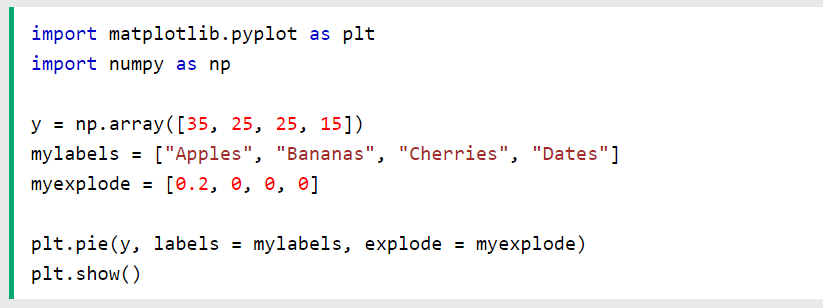 import matplotlib.pyplot as plt
import numpy as np
y = np.array([35, 25, 25, 15])
mylabels = ["Apples", "Bananas", "Cherries", "Dates"]
myexplode = [0.2, 0, 0, 0]
plt.pie(y, labels = mylabels, explode = myexplode)
plt.show()